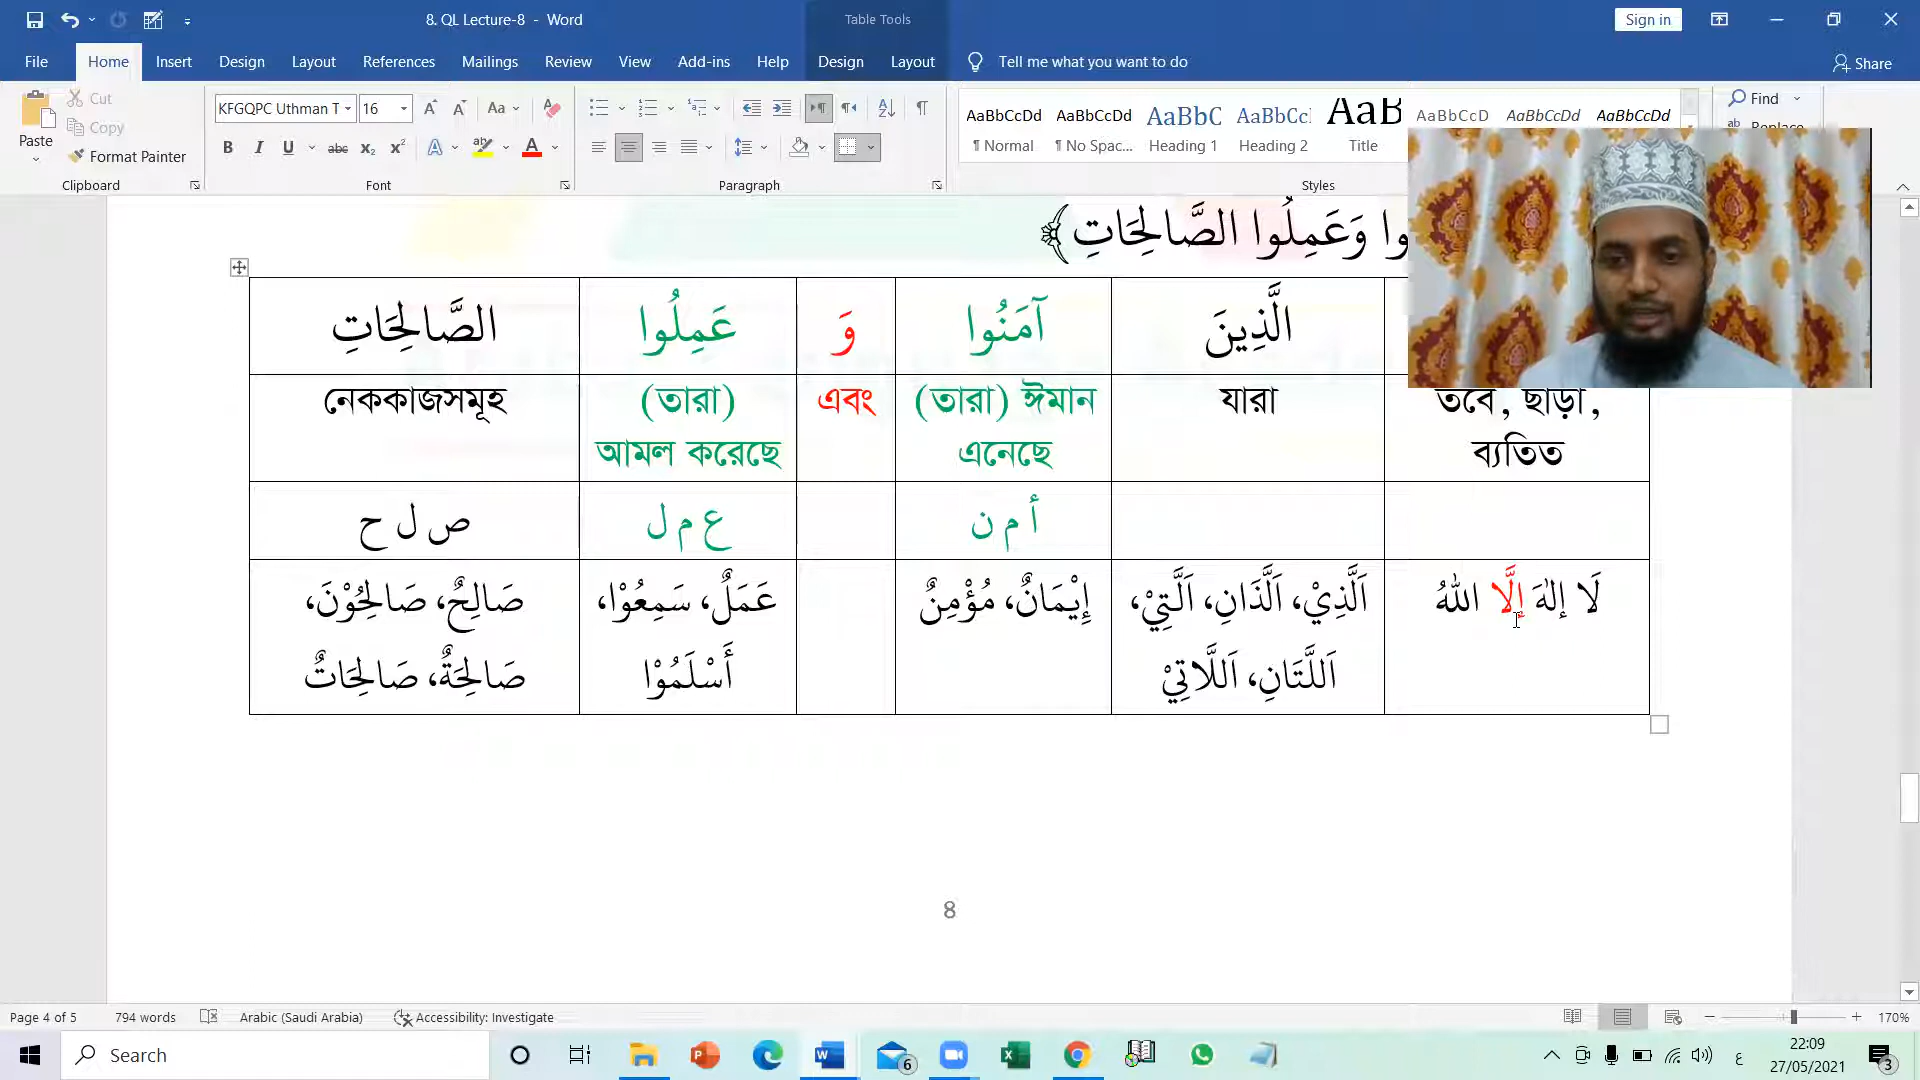 8. QL Lecture-8 - Word
Table Tools
Sign in
File Home Insert Design Layout References Mailings Review View Add-ins Help Design Layout Tell me what you want to do Share
Cut
Copy
Paste
Format Painter
Clipboard
KFGQPC Uthman T 16
Font
Paragraph
AaBbCcDd AaBbCcDd AaBbC AaBbCcI AaB AaBbCcD AaBbCcDd AaBbCcDd
¶ Normal ¶ No Spac... Heading 1 Heading 2 Title
Styles
Find
وا وَعَمِلُوا الصَّالِحَاتِ ﴾
الَّذِينَ آمَنُوا وَ عَمِلُوا الصَّالِحَاتِ
নেককাজসমূহ
(তারা) আমল করেছে
এবং
(তারা) ঈমান এনেছে
যারা
তবে, ছাড়া, ব্যতিত
أ م ن
ع م ل
ص ل ح
لَا إِلٰهَ إِلَّا اللهُ
اَلَّذِيْ، اَلَّذَانِ، اَلَّتِيْ،
اَللَّتَانِ، اَللَّاتِيْ
إِيْمَانٌ، مُؤْمِنٌ
عَمَلٌ، سَمِعُوْا،
أَسْلَمُوْا
صَالِحٌ، صَالِحُوْنَ،
صَالِحَةٌ، صَالِحَاتٌ
8
Page 4 of 5 794 words Arabic (Saudi Arabia) Accessibility: Investigate 170%
Search
6
ع
22:09
27/05/2021
3